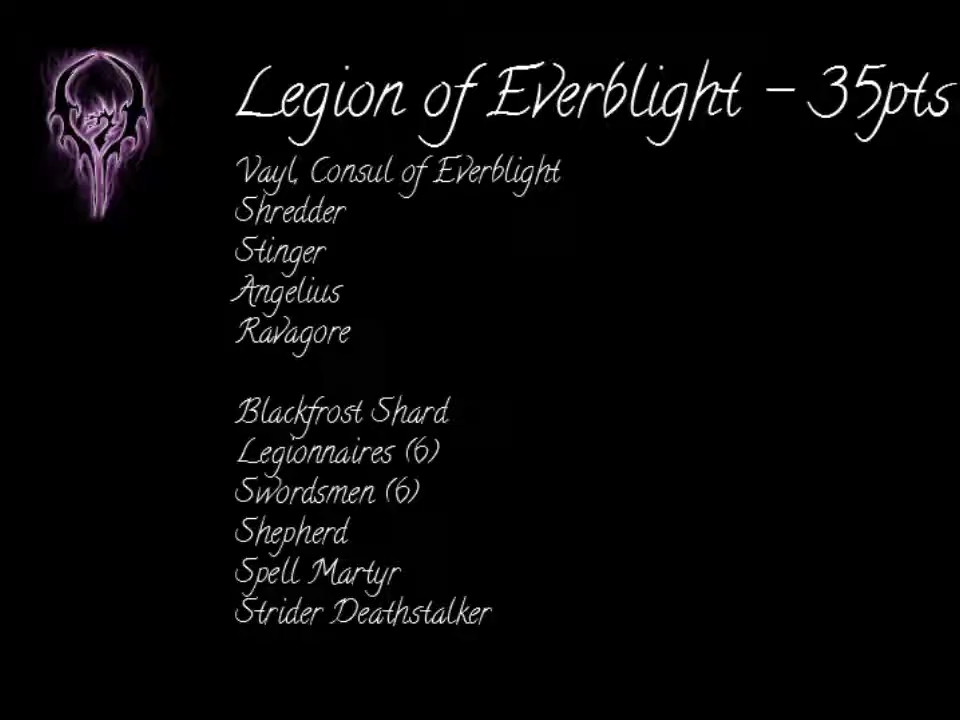 Legion of Everblight - 35pts
Vayl, Consul of Everblight
Shredder
Stinger
Angelius
Ravagore
Blackfrost Shard
Legionnaires (6)
Swordsmen (6)
Shepherd
Spell Martyr
Strider Deathstalker